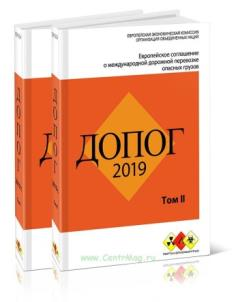 ЕВРОПЕЙСКАЯ ЭКОНОМИЧЕСКАЯ КОМИССИЯ
ОРГАНИЗАЦИЯ ОБЪЕДИНЕННЫХ НАЦИЙ
Европейское соглашение
о международной дорожной перевозке
опасных грузов
ДОПОГ
2019
Том II
www.CentrMag.ru